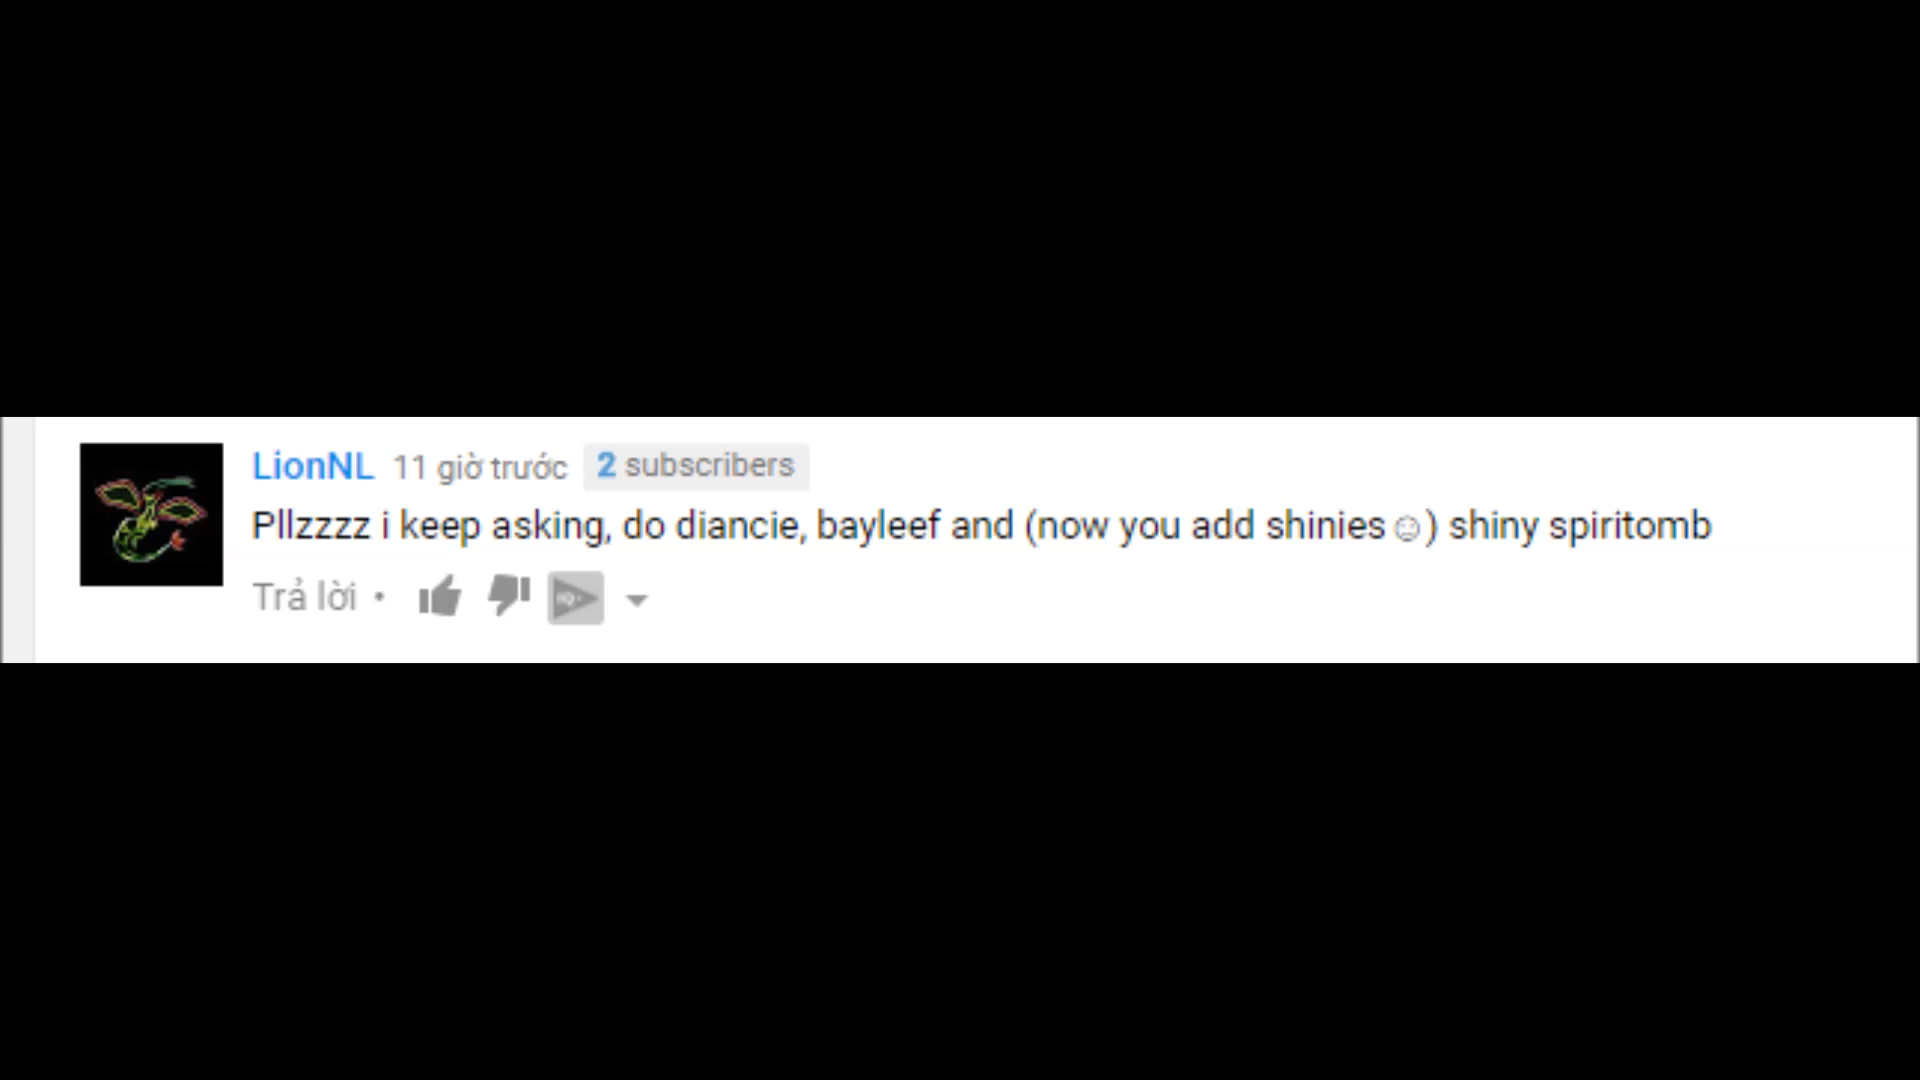 LionNL 11 giờ trước 2 subscribers
Pllzzzz i keep asking, do diancie, bayleef and (now you add shinies☺) shiny spiritomb
Trả lời •